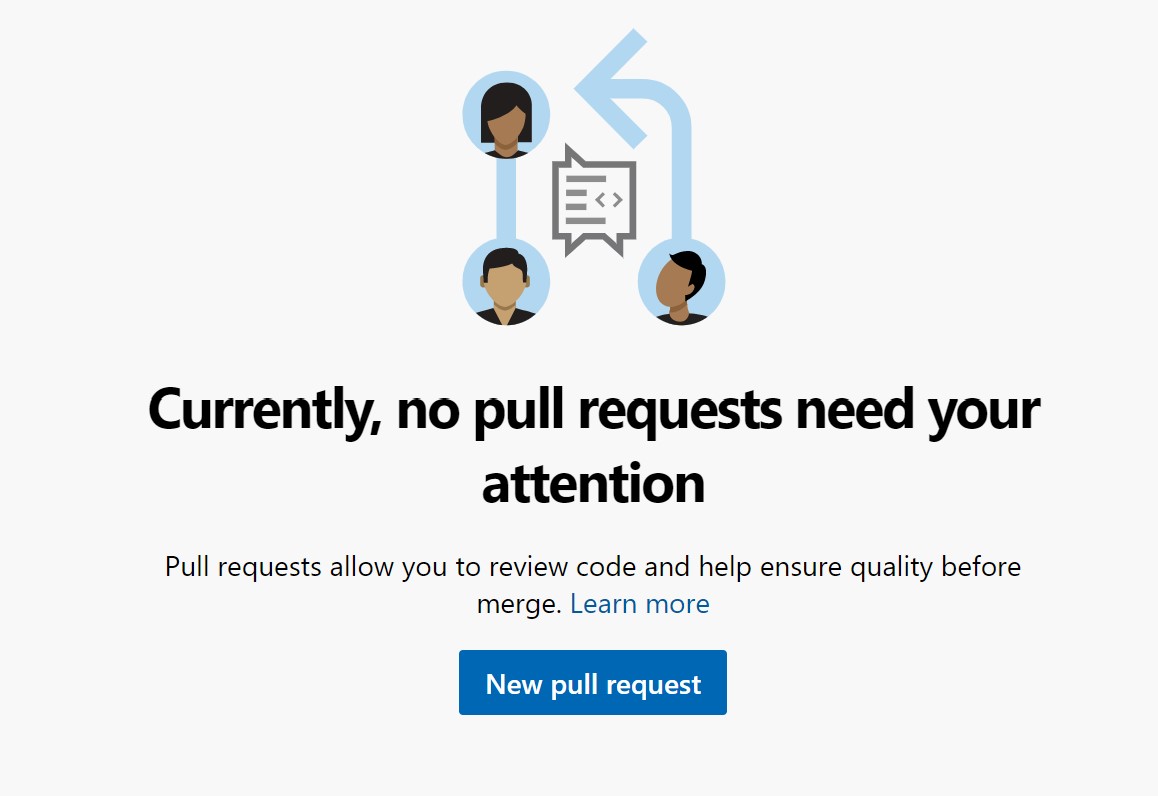 Currently, no pull requests need your
attention
Pull requests allow you to review code and help ensure quality before
merge. Learn more
New pull request